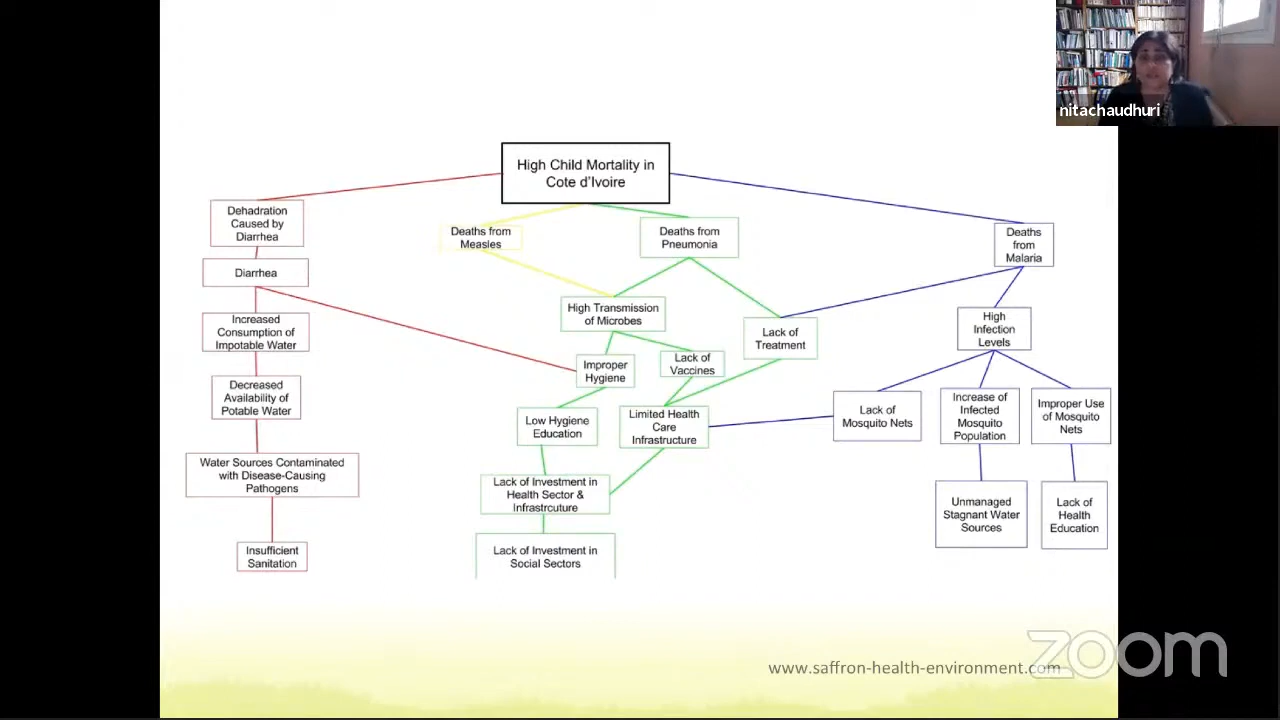 nitachaudhuri
High Child Mortality in
Cote d'Ivoire
Dehadration
Caused by
Diarrhea
Deaths from
Measles
Deaths from
Pneumonia
Deaths
from
Malaria
Diarrhea
High Transmission
of Microbes
High
Infection
Levels
Increased
Consumption of
Impotable Water
Lack of
Treatment
Improper
Hygiene
Lack of
Vaccines
Decreased
Availability of
Potable Water
Low Hygiene
Education
Limited Health
Care
Infrastructure
Lack of
Mosquito Nets
Increase of
Infected
Mosquito
Population
Improper Use
of Mosquito
Nets
Water Sources Contaminated
with Disease-Causing
Pathogens
Lack of Investment in
Health Sector &
Infrastrcuture
Unmanaged
Stagnant Water
Sources
Lack of
Health
Education
Insufficient
Sanitation
Lack of Investment in
Social Sectors
www.saffron-health-environment.com
zoom